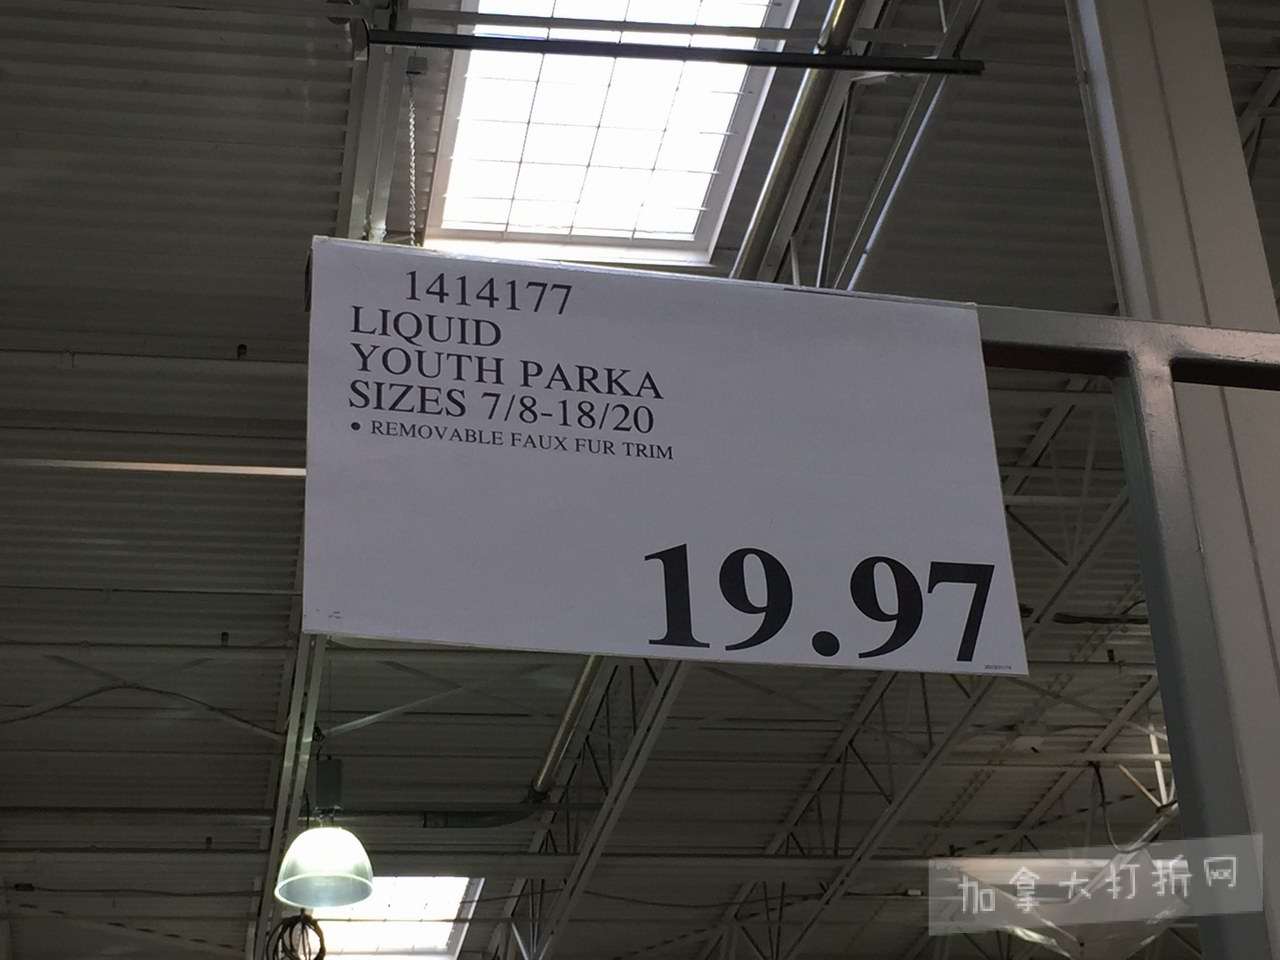 1414177
LIQUID
YOUTH PARKA
SIZES 7/8-18/20
• REMOVABLE FAUX FUR TRIM
19.97
加拿大打折网